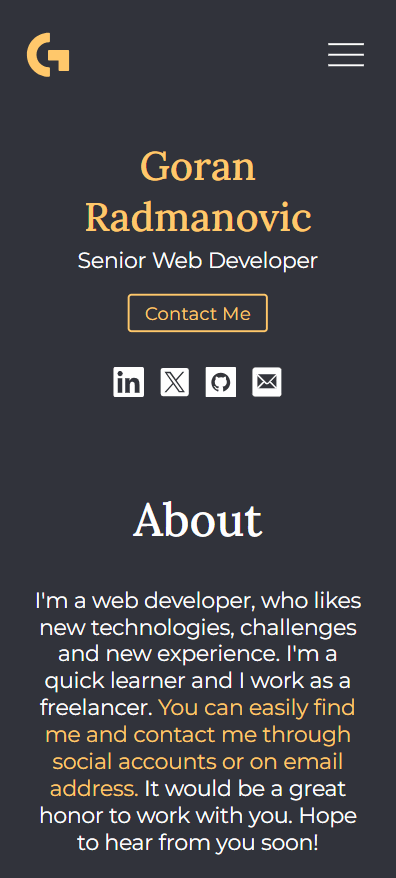 Goran
Radmanovic
Senior Web Developer
Contact Me
About
I'm a web developer, who likes
new technologies, challenges
and new experience. I'm a
quick learner and I work as a
freelancer. You can easily find
me and contact me through
social accounts or on email
address. It would be a great
honor to work with you. Hope
to hear from you soon!